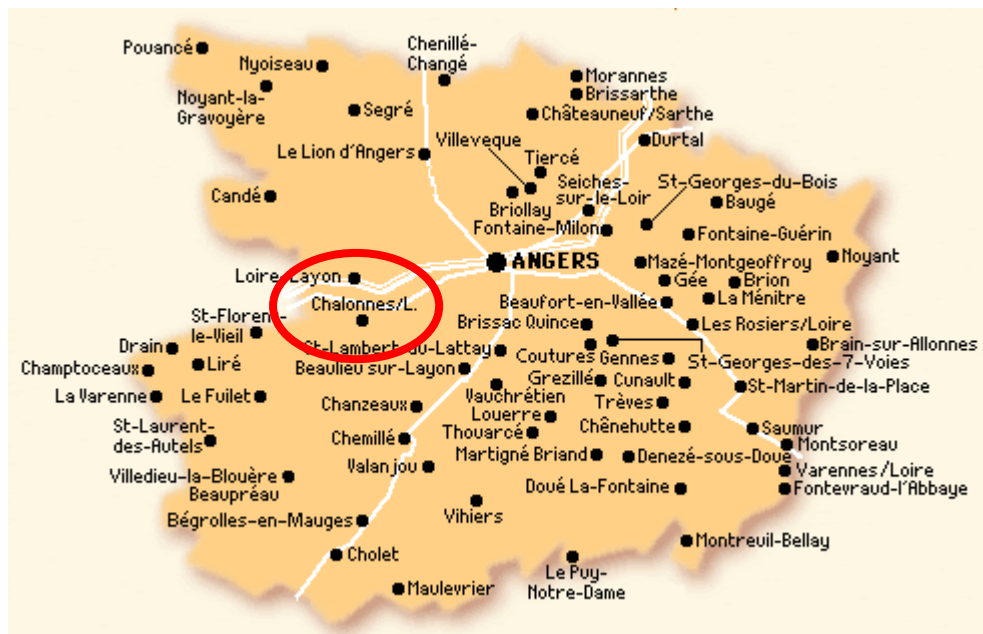 Pouancé
Chenillé-
Changé
Nyoiseau
Morannes
Brissarthe
Noyant-la-
Gravoyère
Segré
Châteauneuf/Sarthe
Villeveque
Durtal
Le Lion d'Angers
Tiercé
Seiches-
sur-le-Loir
St-Georges-du-Bois
Candé
Briollay
Baugé
Fontaine-Milon
Fontaine-Guérin
ANGERS
Mazé-Montgeoffroy
Noyant
Loire-Layon
Gée
Brion
Chalonnes/L.
Beaufort-en-Vallée
La Ménitre
St-Florent-
le-Vieil
Brissac Quince
Les Rosiers/Loire
Drain
St-Lambert-du-Lattay
Coutures
Gennes
Brain-sur-Allonnes
Champtoceaux
Liré
Beaulieu sur-Layon
St-Georges-des-7-Voies
Grezillé
Cunault
St-Martin-de-la-Place
La Varenne
Le Fuilet
Chanzeaux
Vauchrétien
Trèves
Louerre
St-Laurent-
des-Autels
Chemillé
Thouarcé
Chênehutte
Saumur
Montsoreau
Valanjou
Martigné Briand
Denezé-sous-Doué
Villedieu-la-Blouère
Varennes/Loire
Beaupréau
Doué La-Fontaine
Fontevraud-l'Abbaye
Bégrolles-en-Mauges
Vihiers
Cholet
Montreuil-Bellay
Maulevrier
Le Puy-
Notre-Dame